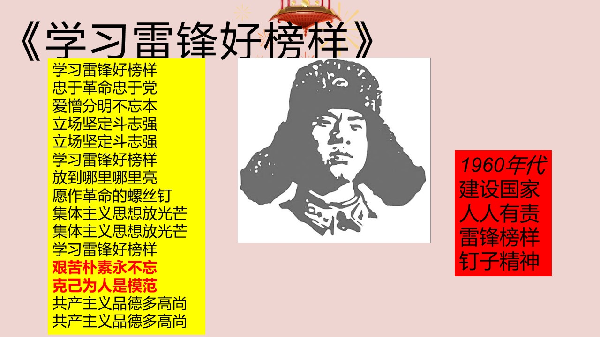 《学习雷锋好榜样》
学习雷锋好榜样
忠于革命忠于党
爱憎分明不忘本
立场坚定斗志强
立场坚定斗志强
学习雷锋好榜样
放到哪里哪里亮
愿作革命的螺丝钉
集体主义思想放光芒
集体主义思想放光芒
学习雷锋好榜样
艰苦朴素永不忘
克己为人是模范
共产主义品德多高尚
共产主义品德多高尚
1960年代
建设国家
人人有责
雷锋榜样
钉子精神